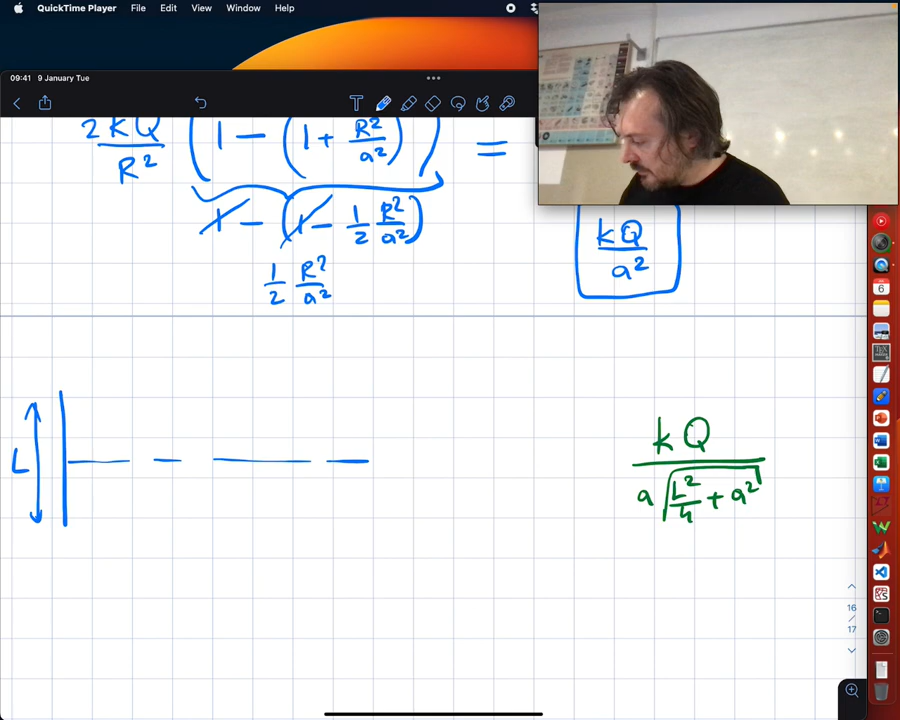 QuickTime Player File Edit View Window Help
09:41 9 January Tue
2kQ/R² (1 − (1 + R²/a²)) =
1 − (1 − 1/2 R²/a²)
1/2 R²/a²
kQ/a²
L
kQ
a√(L²/4 + a²)
6
16
/
17